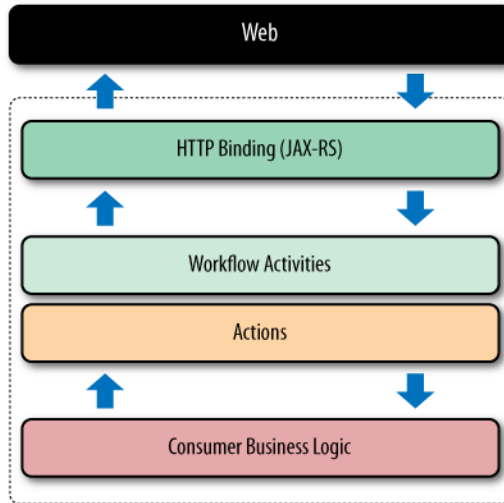 Web
HTTP Binding (JAX-RS)
Workflow Activities
Actions
Consumer Business Logic